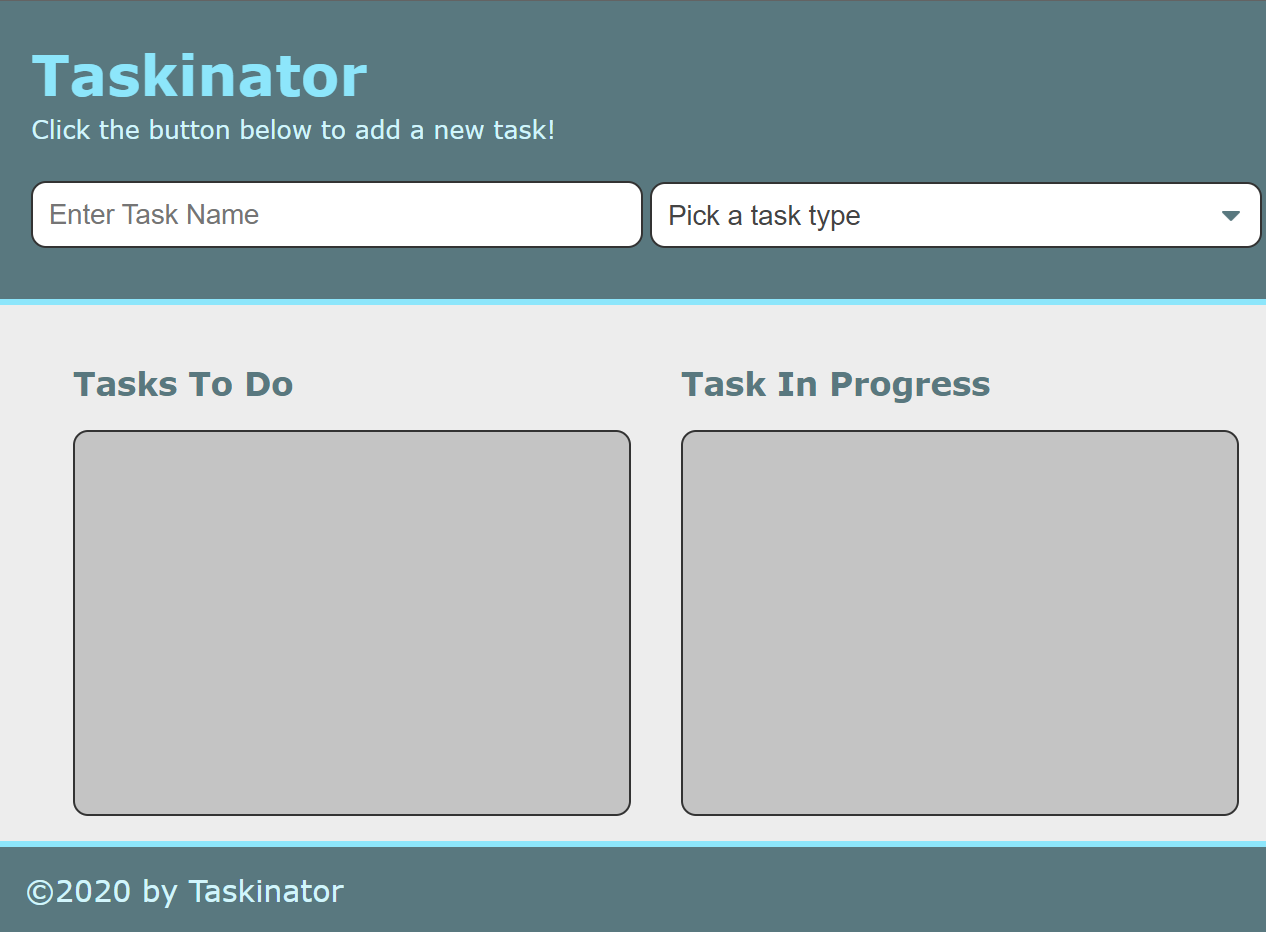 Taskinator
Click the button below to add a new task!
Enter Task Name
Pick a task type
Tasks To Do
Task In Progress
©2020 by Taskinator